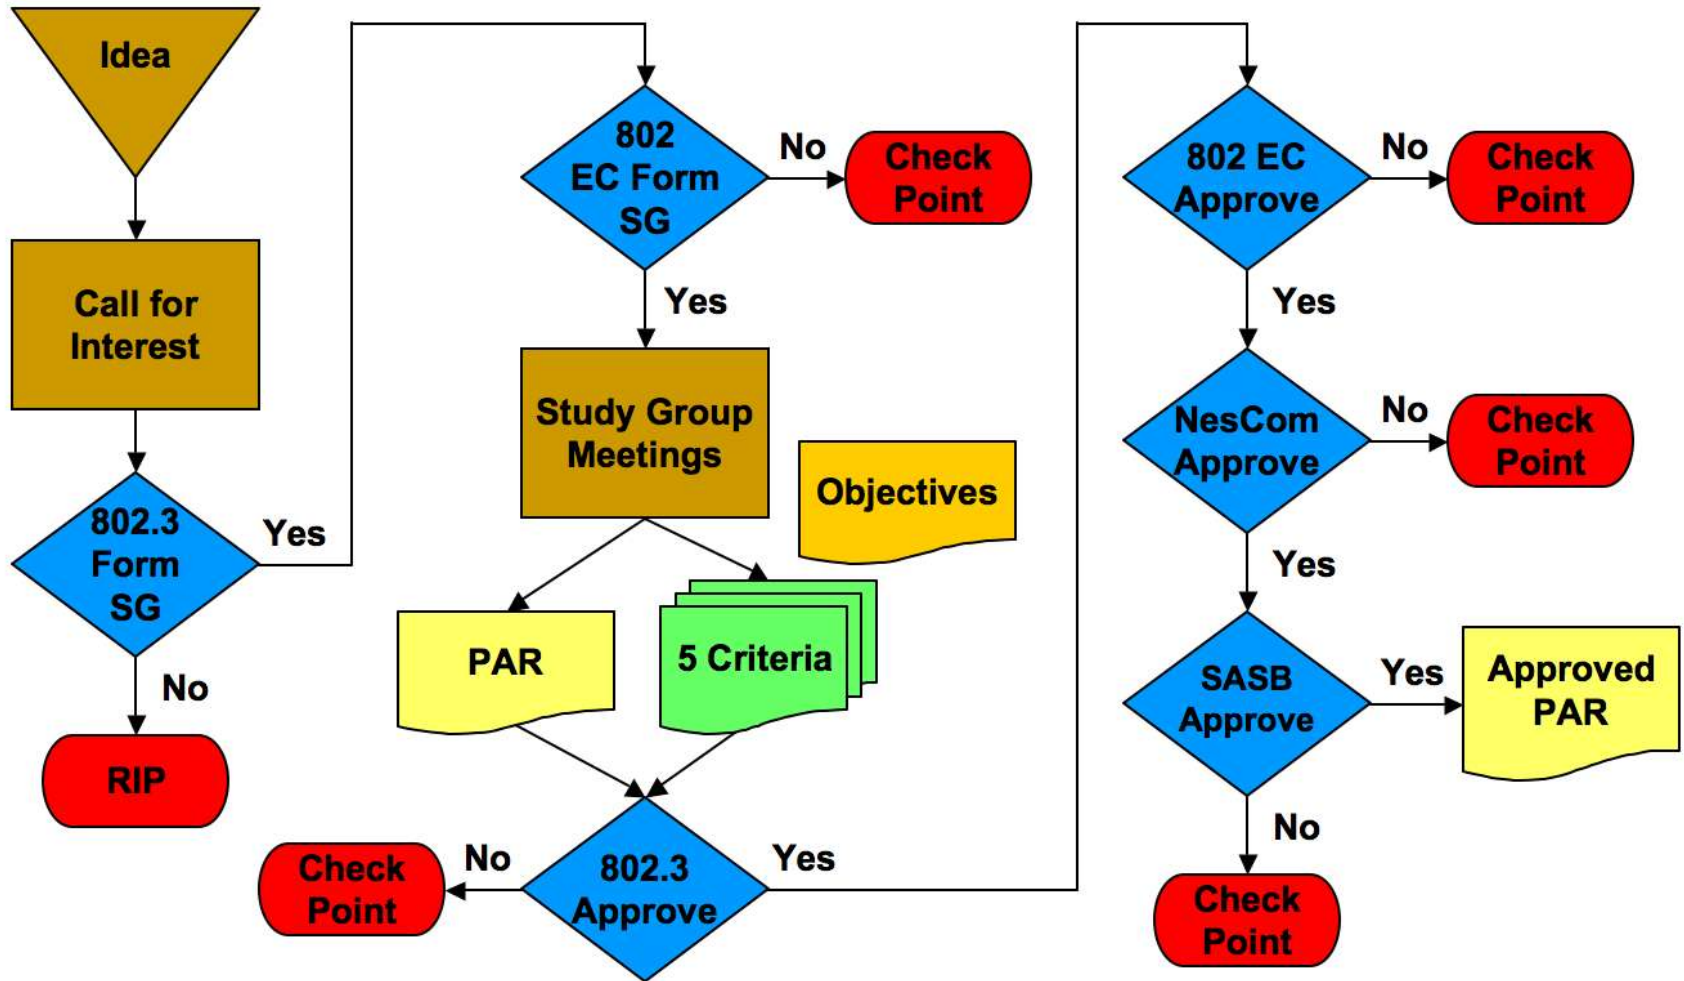 Idea
Call for
Interest
802.3
Form
SG
Yes
No
RIP
802
EC Form
SG
No
Check
Point
Yes
Study Group
Meetings
Objectives
PAR
5 Criteria
802.3
Approve
No
Check
Point
Yes
802 EC
Approve
No
Check
Point
Yes
NesCom
Approve
No
Check
Point
Yes
SASB
Approve
Yes
Approved
PAR
No
Check
Point